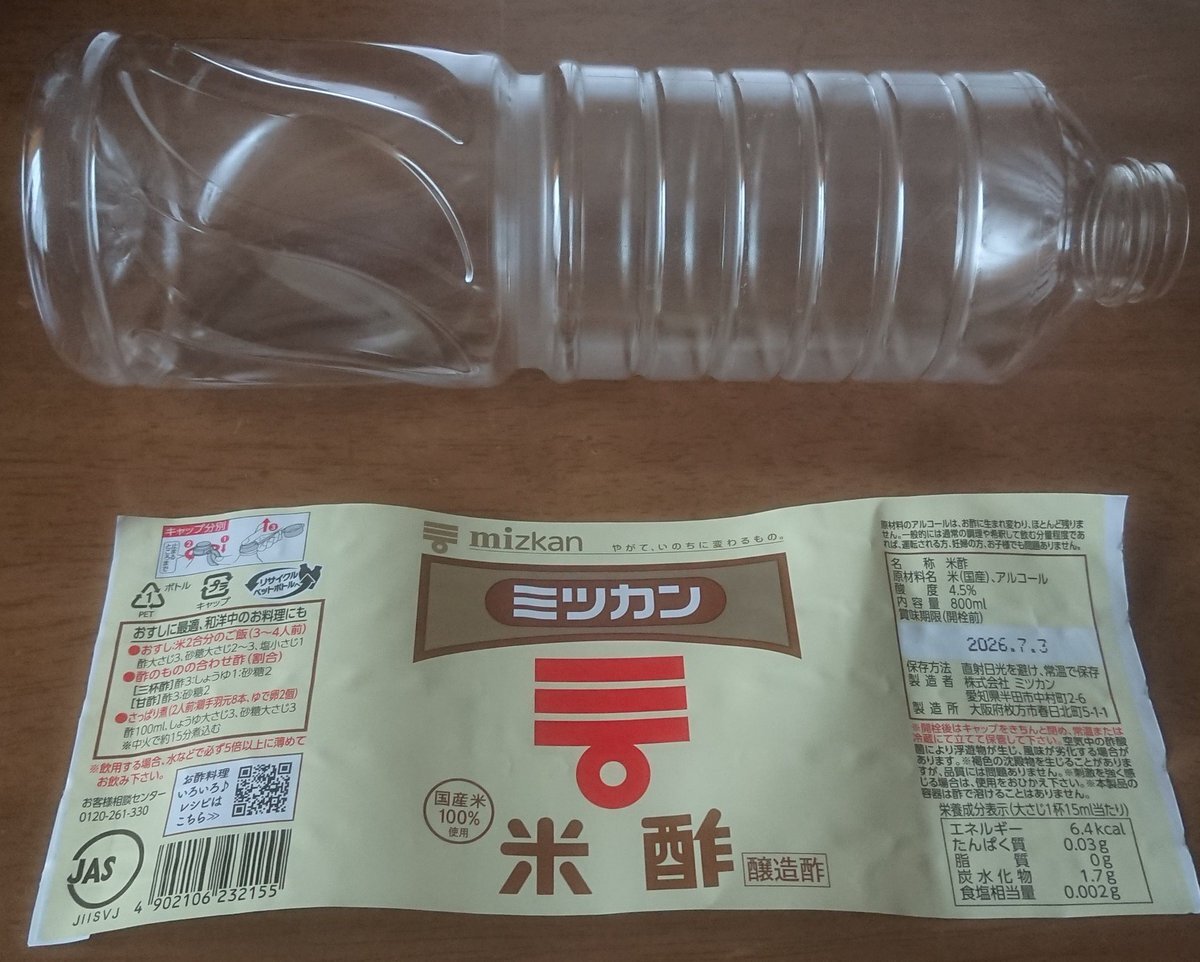 キャップ分別
ボトル
1
PET
プラ
キャップ
リサイクル
ペットボトルへ
おすしに最適、和洋中のお料理にも
●おすし:米2合分のご飯(3〜4人前)
酢大さじ3、砂糖大さじ2〜3、塩小さじ1
●酢のものの合わせ酢(割合)
[三杯酢]酢3:しょうゆ1:砂糖2
[甘酢]酢3:砂糖2
●さっぱり煮(2人前:鶏手羽元8本、ゆで卵2個)
酢100ml、しょうゆ大さじ3、砂糖大さじ3
※中火で約15分煮込む
※飲用する場合、水などで必ず5倍以上に薄めて
お飲み下さい。
お客様相談センター
0120-261-330
お酢料理
いろいろ♪
レシピは
こちら≫
JAS
JIISVJ
4 902106 232155
mizkan
やがて、いのちに変わるもの。
ミツカン
国産米
100%
使用
米酢
醸造酢
原材料のアルコールは、お酢に生まれ変わり、ほとんど残りま
せん。一般的には通常の調理や希釈して飲む分量程度であ
れば、運転される方、妊婦の方、お子様でも問題ありません。
名 称 米酢
原材料名 米(国産)、アルコール
酸 度 4.5%
内容量 800ml
賞味期限(開栓前)
2026.7.3
保存方法 直射日光を避け、常温で保存
製造者 株式会社 ミツカン
愛知県半田市中村町2-6
製造所 大阪府枚方市春日北町5-1-1
※開栓後はキャップをきちんと閉め、常温または
冷蔵にて立てて保管して下さい。空気中の酢酸
菌により浮遊物が生じ、風味が劣化する場合が
あります。※褐色の沈殿物を生じることがありま
すが、品質には問題ありません。※刺激を強く感
じる場合は、使用をおひかえ下さい。※本製品の
容器は酢で溶けることはありません。
栄養成分表示(大さじ1杯15ml当たり)
エネルギー 6.4kcal
たんぱく質 0.03g
脂質 0g
炭水化物 1.7g
食塩相当量 0.002g